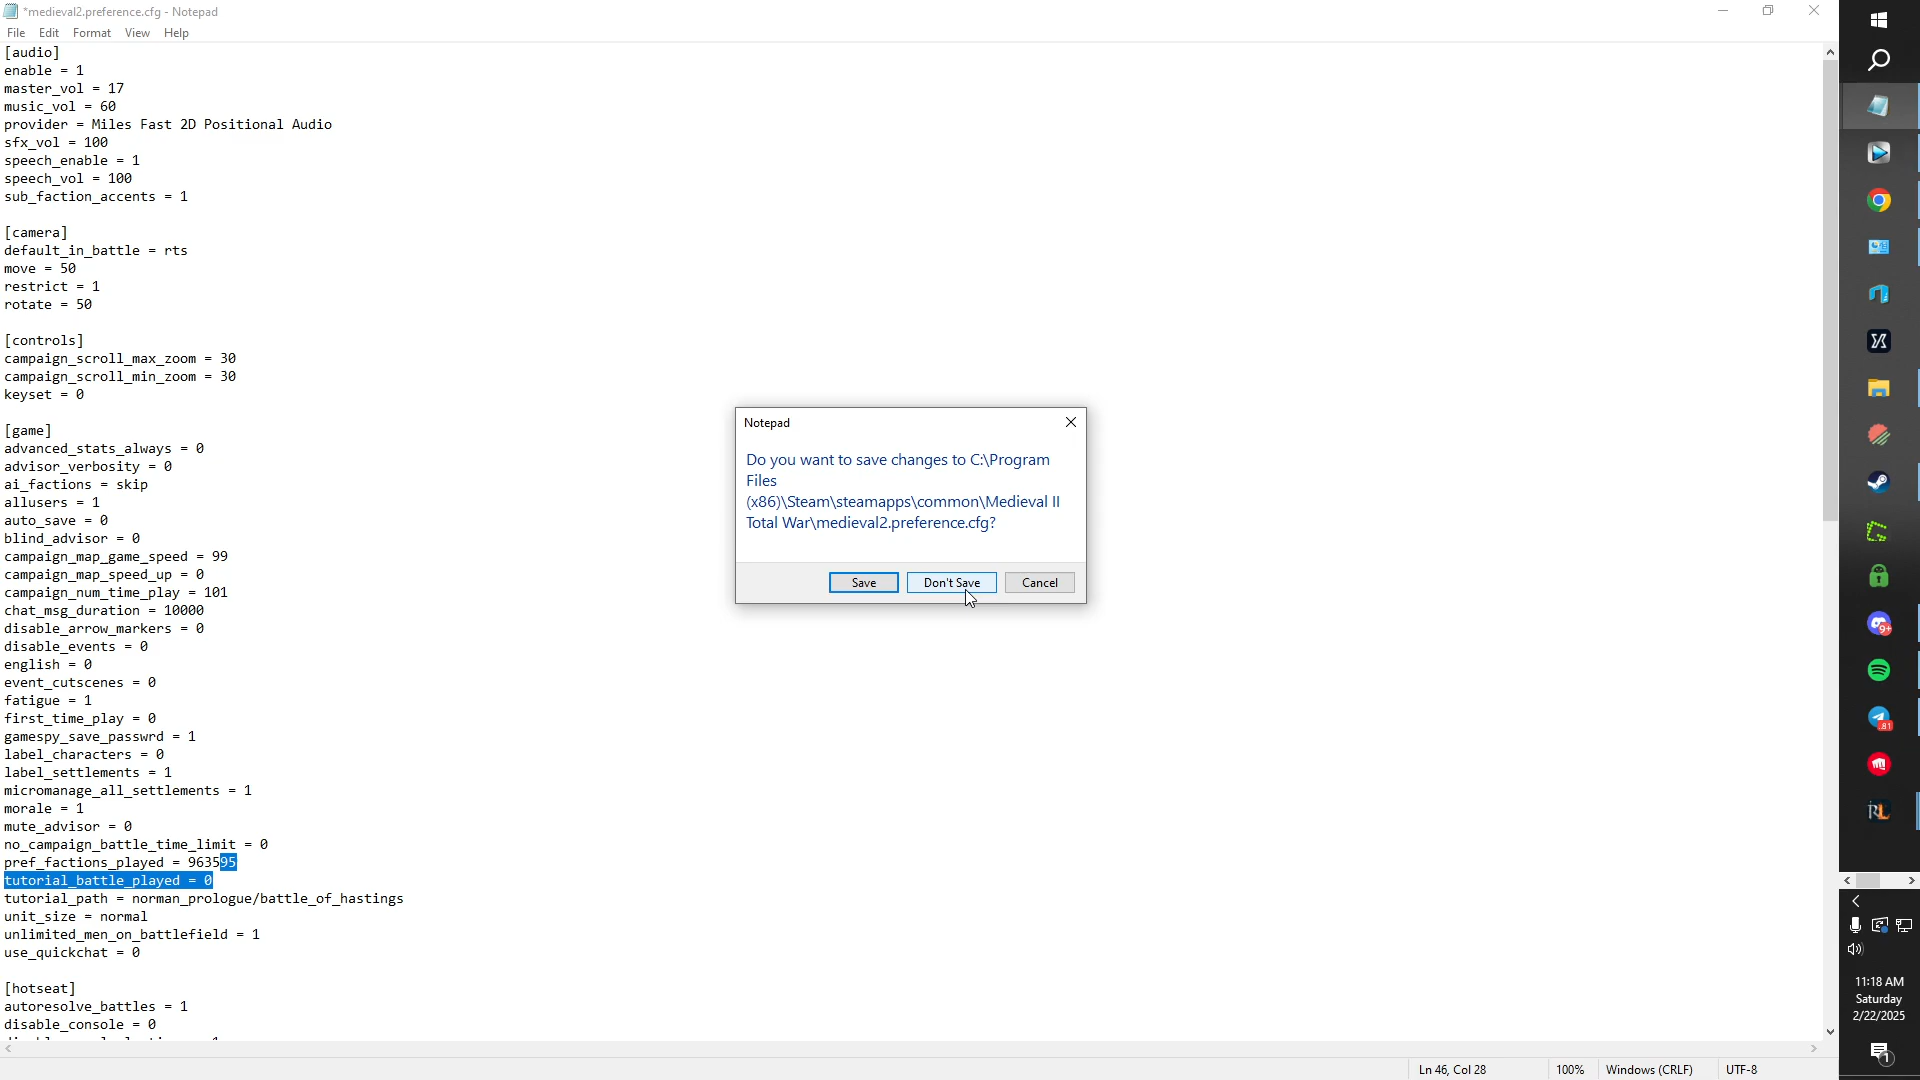 *medieval2.preference.cfg - Notepad
File Edit Format View Help
[audio]
enable = 1
master_vol = 17
music_vol = 60
provider = Miles Fast 2D Positional Audio
sfx_vol = 100
speech_enable = 1
speech_vol = 100
sub_faction_accents = 1
[camera]
default_in_battle = rts
move = 50
restrict = 1
rotate = 50
[controls]
campaign_scroll_max_zoom = 30
campaign_scroll_min_zoom = 30
keyset = 0
[game]
advanced_stats_always = 0
advisor_verbosity = 0
ai_factions = skip
allusers = 1
auto_save = 0
blind_advisor = 0
campaign_map_game_speed = 99
campaign_map_speed_up = 0
campaign_num_time_play = 101
chat_msg_duration = 10000
disable_arrow_markers = 0
disable_events = 0
english = 0
event_cutscenes = 0
fatigue = 1
first_time_play = 0
gamespy_save_passwrd = 1
label_characters = 0
label_settlements = 1
micromanage_all_settlements = 1
morale = 1
mute_advisor = 0
no_campaign_battle_time_limit = 0
pref_factions_played = 963595
tutorial_battle_played = 0
tutorial_path = norman_prologue/battle_of_hastings
unit_size = normal
unlimited_men_on_battlefield = 1
use_quickchat = 0
[hotseat]
autoresolve_battles = 1
disable_console = 0
Notepad
Do you want to save changes to C:\Program
Files
(x86)\Steam\steamapps\common\Medieval II
Total War\medieval2.preference.cfg?
Save Don't Save Cancel
Ln 46, Col 28 100% Windows (CRLF) UTF-8
9+
81
RL
11:18 AM
Saturday
2/22/2025
1